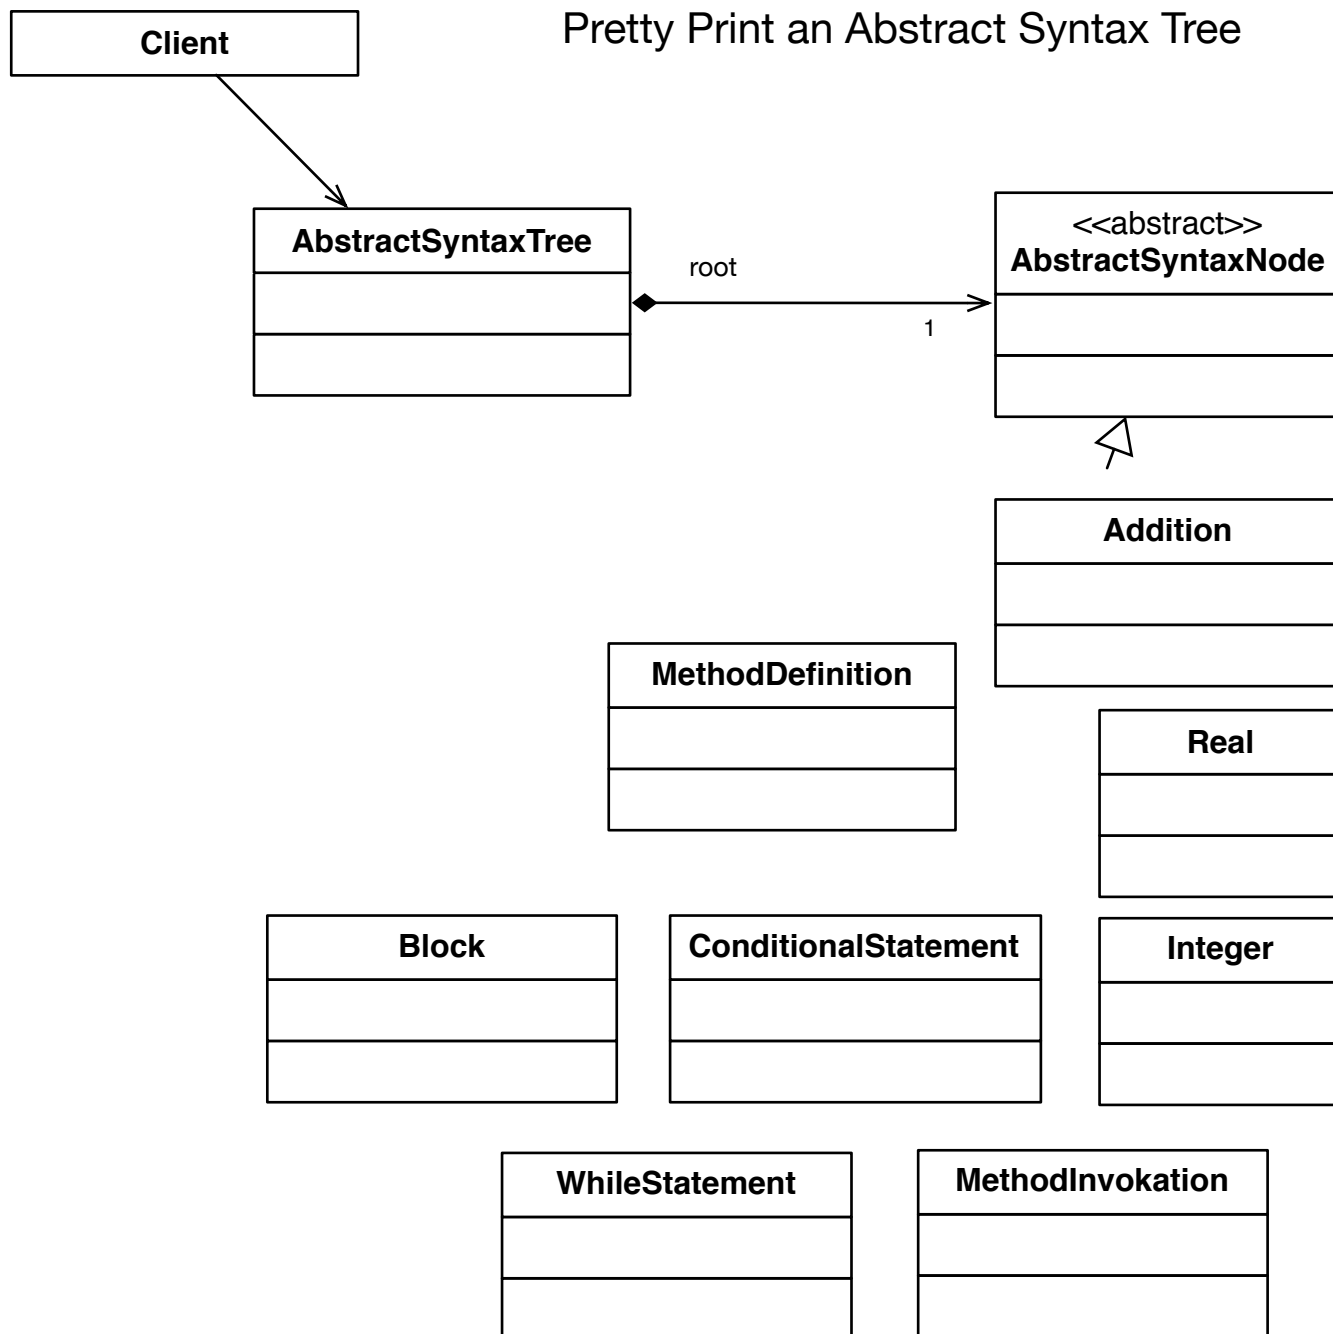 Pretty Print an Abstract Syntax Tree
Client
AbstractSyntaxTree
root
1
<<abstract>>
AbstractSyntaxNode
Addition
MethodDefinition
Real
Block
ConditionalStatement
Integer
WhileStatement
MethodInvokation